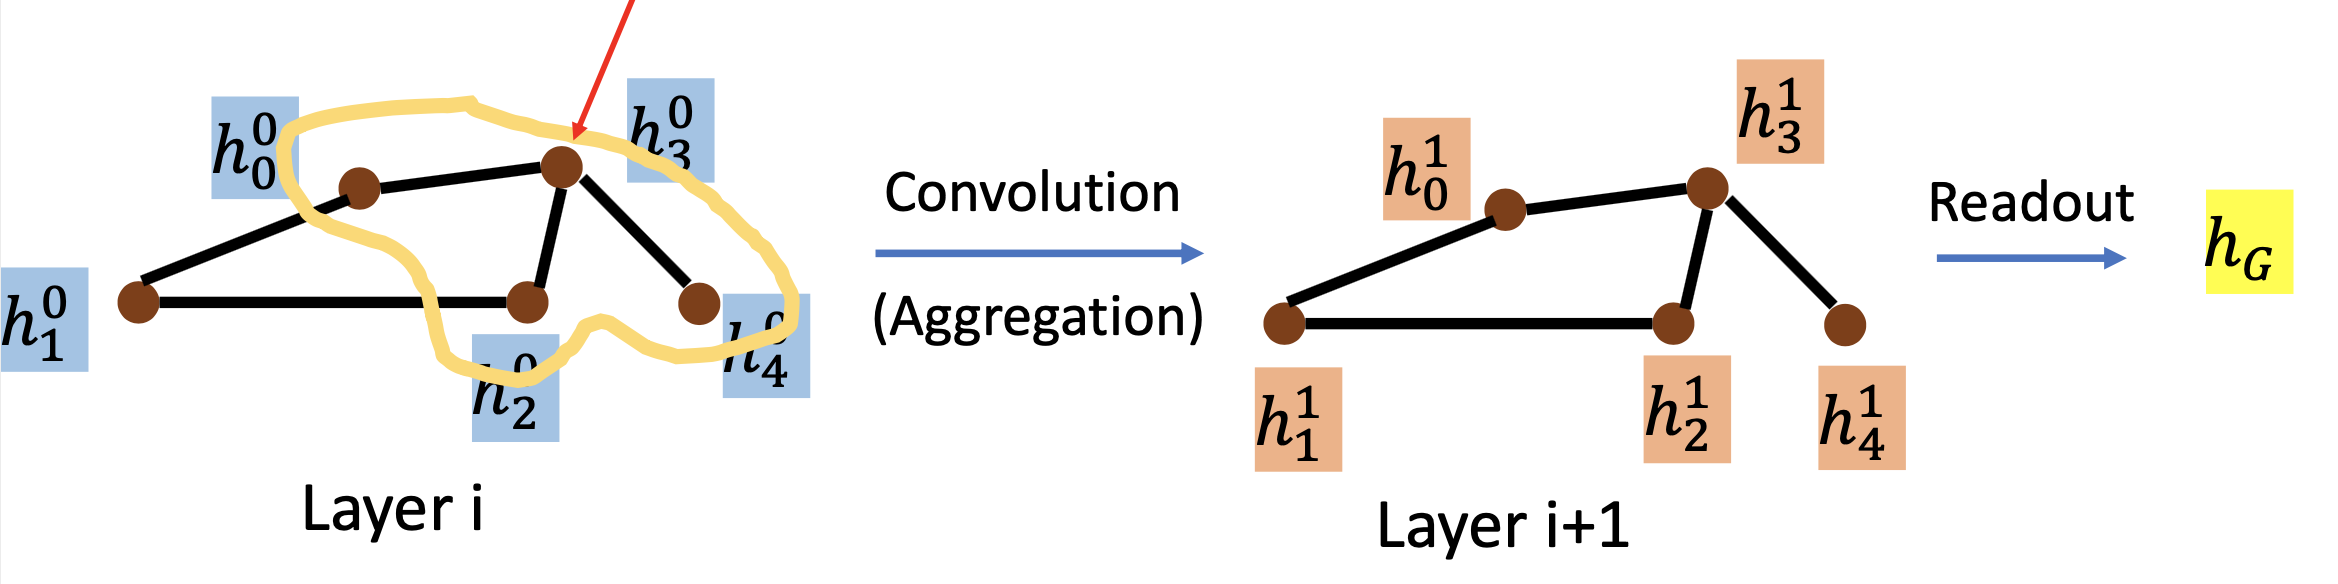 h_0^0
h_3^0
h_1^0
h_2^0
h_4^0
Layer i
Convolution
(Aggregation)
h_0^1
h_3^1
h_1^1
h_2^1
h_4^1
Layer i+1
Readout
h_G